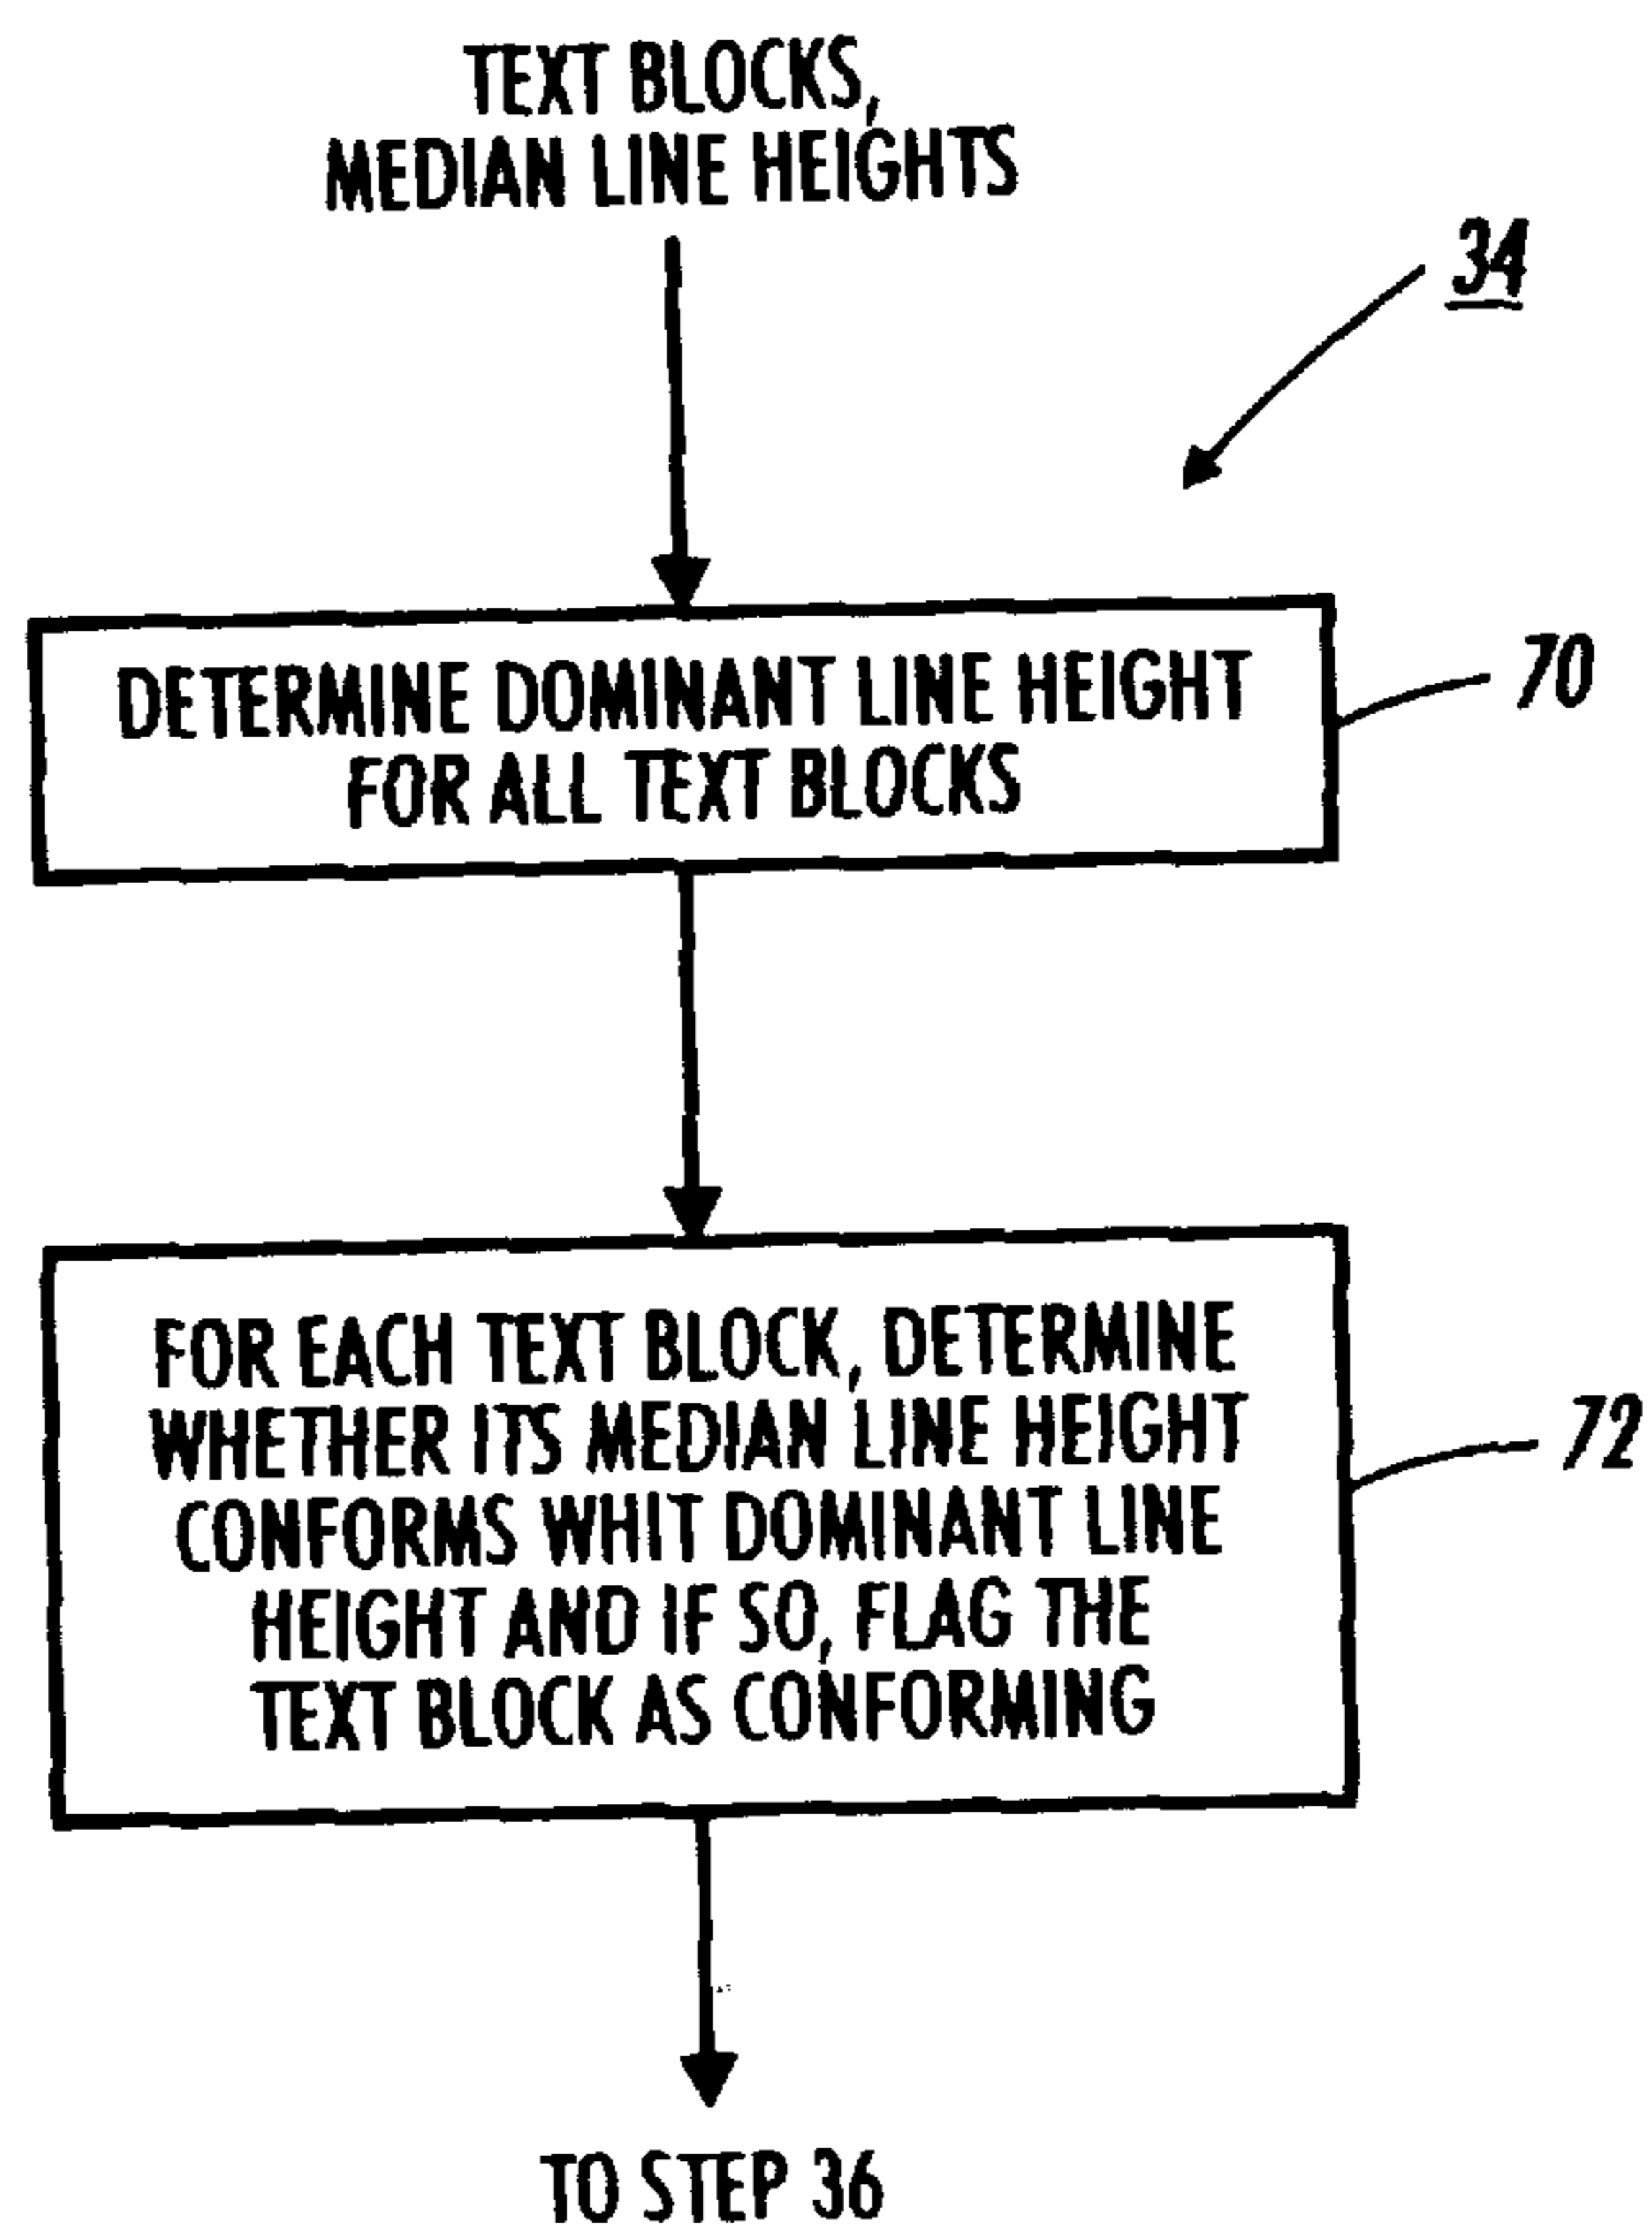 TEXT BLOCKS,
MEDIAN LINE HEIGHTS
34
DETERMINE DOMINANT LINE HEIGHT
FOR ALL TEXT BLOCKS
70
FOR EACH TEXT BLOCK, DETERMINE
WHETHER ITS MEDIAN LINE HEIGHT
CONFORMS WHIT DOMINANT LINE
HEIGHT AND IF SO, FLAG THE
TEXT BLOCK AS CONFORMING
72
TO STEP 36